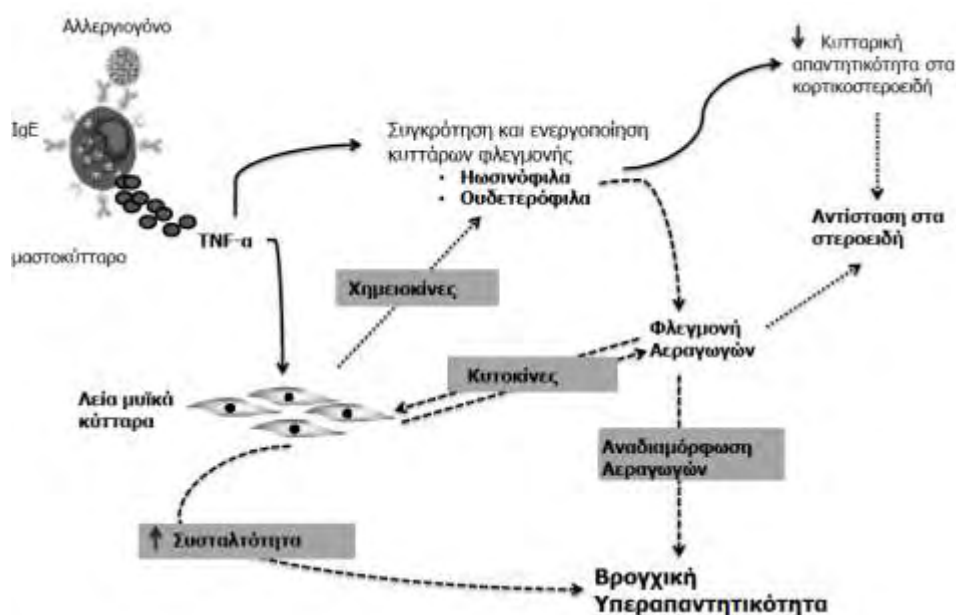 Αλλεργιογόνο
IgE
μαστοκύτταρο
TNF-α
Συγκρότηση και ενεργοποίηση
κυττάρων φλεγμονής
• Ηωσινόφιλα
• Ουδετερόφιλα
↓ Κυτταρική
απαντητικότητα στα
κορτικοστεροειδή
Αντίσταση στα
στεροειδή
Χημειοκίνες
Φλεγμονή
Αεραγωγών
Κυτοκίνες
Λεία μυϊκά
κύτταρα
Αναδιαμόρφωση
Αεραγωγών
↑ Συσταλτότητα
Βρογχική
Υπεραπαντητικότητα